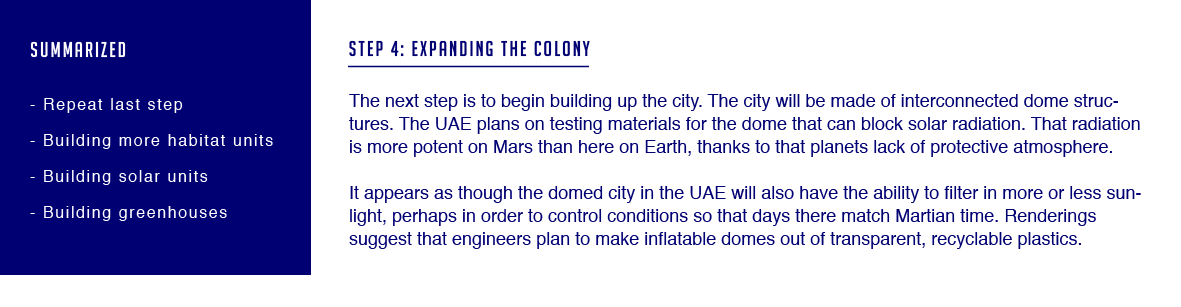 SUMMARIZED
- Repeat last step
- Building more habitat units
- Building solar units
- Building greenhouses
STEP 4: EXPANDING THE COLONY
The next step is to begin building up the city. The city will be made of interconnected dome struc-
tures. The UAE plans on testing materials for the dome that can block solar radiation. That radiation
is more potent on Mars than here on Earth, thanks to that planets lack of protective atmosphere.
It appears as though the domed city in the UAE will also have the ability to filter in more or less sun-
light, perhaps in order to control conditions so that days there match Martian time. Renderings
suggest that engineers plan to make inflatable domes out of transparent, recyclable plastics.